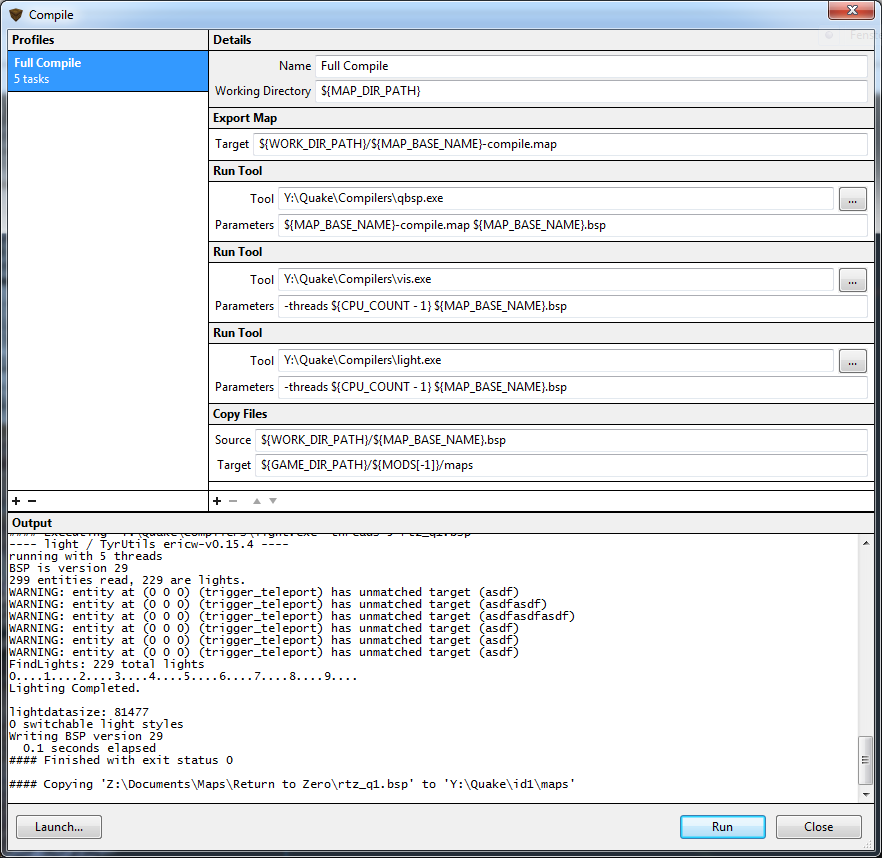 Compile
Profiles
Full Compile
5 tasks
Details
Name Full Compile
Working Directory ${MAP_DIR_PATH}
Export Map
Target ${WORK_DIR_PATH}/${MAP_BASE_NAME}-compile.map
Run Tool
Tool Y:\Quake\Compilers\qbsp.exe ...
Parameters ${MAP_BASE_NAME}-compile.map ${MAP_BASE_NAME}.bsp
Run Tool
Tool Y:\Quake\Compilers\vis.exe ...
Parameters -threads ${CPU_COUNT - 1} ${MAP_BASE_NAME}.bsp
Run Tool
Tool Y:\Quake\Compilers\light.exe ...
Parameters -threads ${CPU_COUNT - 1} ${MAP_BASE_NAME}.bsp
Copy Files
Source ${WORK_DIR_PATH}/${MAP_BASE_NAME}.bsp
Target ${GAME_DIR_PATH}/${MODS[-1]}/maps
Output
#### Executing 'Y:\Quake\Compilers\light.exe -threads 5 rtz_q1.bsp'
---- light / TyrUtils ericw-v0.15.4 ----
running with 5 threads
BSP is version 29
299 entities read, 229 are lights.
WARNING: entity at (0 0 0) (trigger_teleport) has unmatched target (asdf)
WARNING: entity at (0 0 0) (trigger_teleport) has unmatched target (asdfasdf)
WARNING: entity at (0 0 0) (trigger_teleport) has unmatched target (asdfasdfasdf)
WARNING: entity at (0 0 0) (trigger_teleport) has unmatched target (asdf)
WARNING: entity at (0 0 0) (trigger_teleport) has unmatched target (asdf)
WARNING: entity at (0 0 0) (trigger_teleport) has unmatched target (asdf)
FindLights: 229 total lights
0....1....2....3....4....5....6....7....8....9....
Lighting Completed.
lightdatasize: 81477
0 switchable light styles
Writing BSP version 29
0.1 seconds elapsed
#### Finished with exit status 0
#### Copying 'Z:\Documents\Maps\Return to Zero\rtz_q1.bsp' to 'Y:\Quake\id1\maps'
Launch...
Run
Close